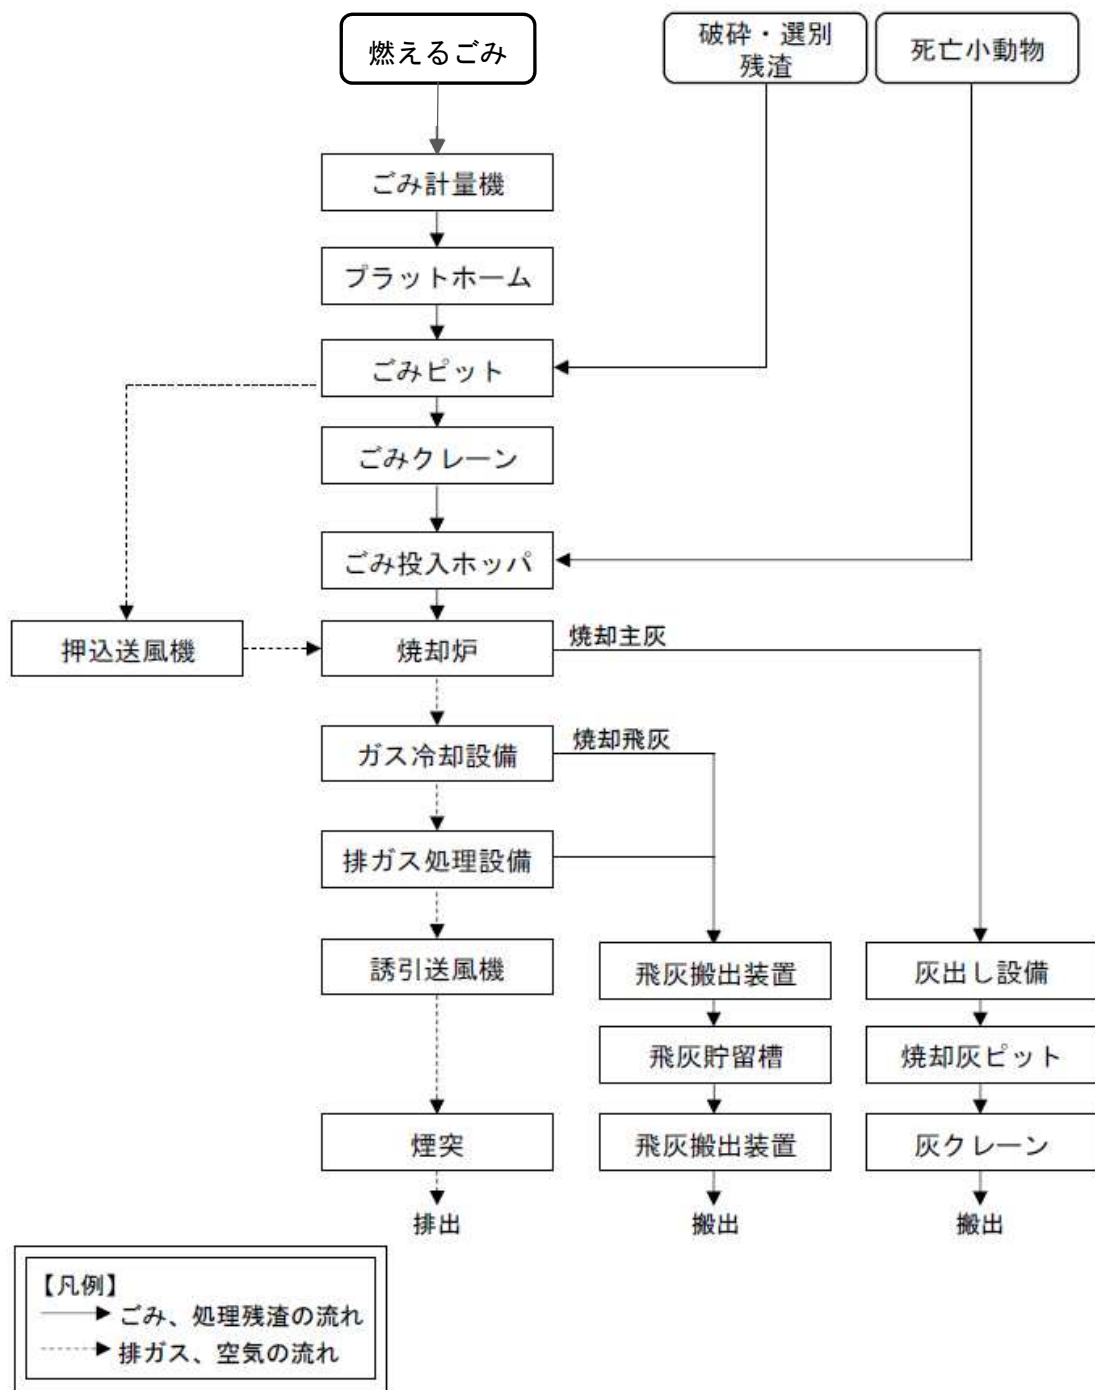 燃えるごみ
破砕・選別
残渣
死亡小動物
ごみ計量機
プラットホーム
ごみピット
ごみクレーン
ごみ投入ホッパ
押込送風機
焼却炉
焼却主灰
ガス冷却設備
焼却飛灰
排ガス処理設備
誘引送風機
飛灰搬出装置
灰出し設備
飛灰貯留槽
焼却灰ピット
煙突
飛灰搬出装置
灰クレーン
排出
搬出
搬出
【凡例】
ごみ、処理残渣の流れ
排ガス、空気の流れ